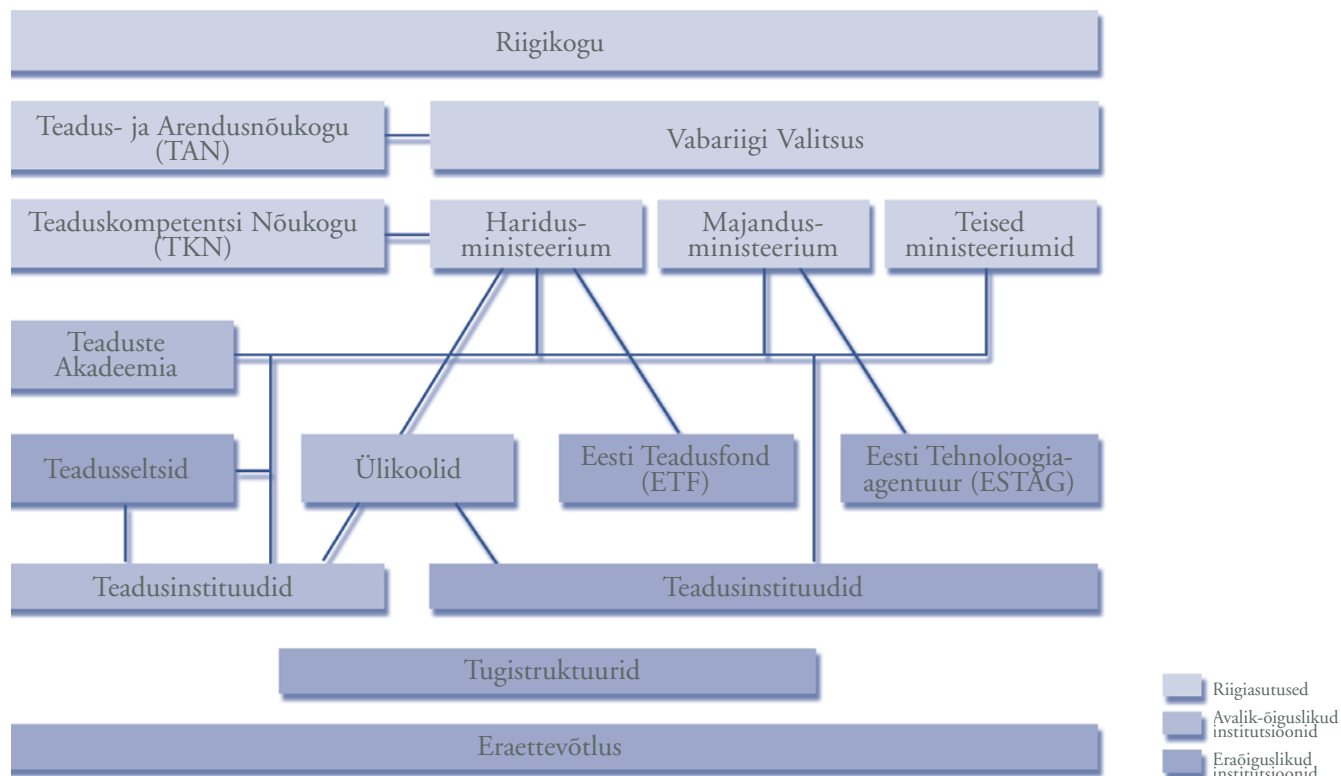 Riigikogu
Teadus- ja Arendusnõukogu
(TAN)
Vabariigi Valitsus
Teaduskompetentsi Nõukogu
(TKN)
Haridus-
ministeerium
Majandus-
ministeerium
Teised
ministeeriumid
Teaduste
Akadeemia
Teadusseltsid
Ülikoolid
Eesti Teadusfond
(ETF)
Eesti Tehnoloogia-
agentuur (ESTAG)
Teadusinstituudid
Teadusinstituudid
Tugistruktuurid
Eraettevõtlus
Riigiasutused
Avalik-õiguslikud
institutsioonid
Eraõiguslikud
institutsioonid